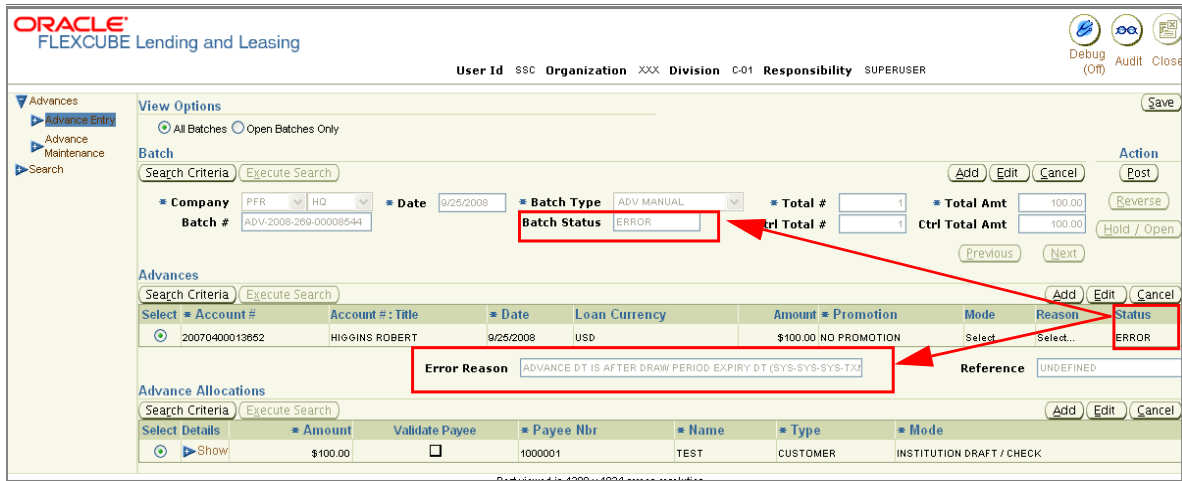 ORACLE
FLEXCUBE Lending and Leasing
Debug (Off) Audit Close
User Id SSC Organization XXX Division C-01 Responsibility SUPERUSER
Advances
Advance Entry
Advance Maintenance
Search
View Options
Save
All Batches Open Batches Only
Batch
Action
Search Criteria Execute Search Add Edit Cancel Post
* Company PFR HQ * Date 9/25/2008 * Batch Type ADV MANUAL * Total # 1 * Total Amt 100.00 Reverse
Batch # ADV-2008-269-00008544 Batch Status ERROR trl Total # 1 Ctrl Total Amt 100.00 Hold / Open
Previous Next
Advances
Search Criteria Execute Search Add Edit Cancel
Select * Account # Account # : Title * Date Loan Currency Amount * Promotion Mode Reason Status
20070400013652 HIGGINS ROBERT 9/25/2008 USD $100.00 NO PROMOTION Select Select... ERROR
Error Reason ADVANCE DT IS AFTER DRAW PERIOD EXPIRY DT (SYS-SYS-SYS-TXN Reference UNDEFINED
Advance Allocations
Search Criteria Execute Search Add Edit Cancel
Select Details * Amount Validate Payee * Payee Nbr * Name * Type * Mode
Show $100.00 1000001 TEST CUSTOMER INSTITUTION DRAFT / CHECK